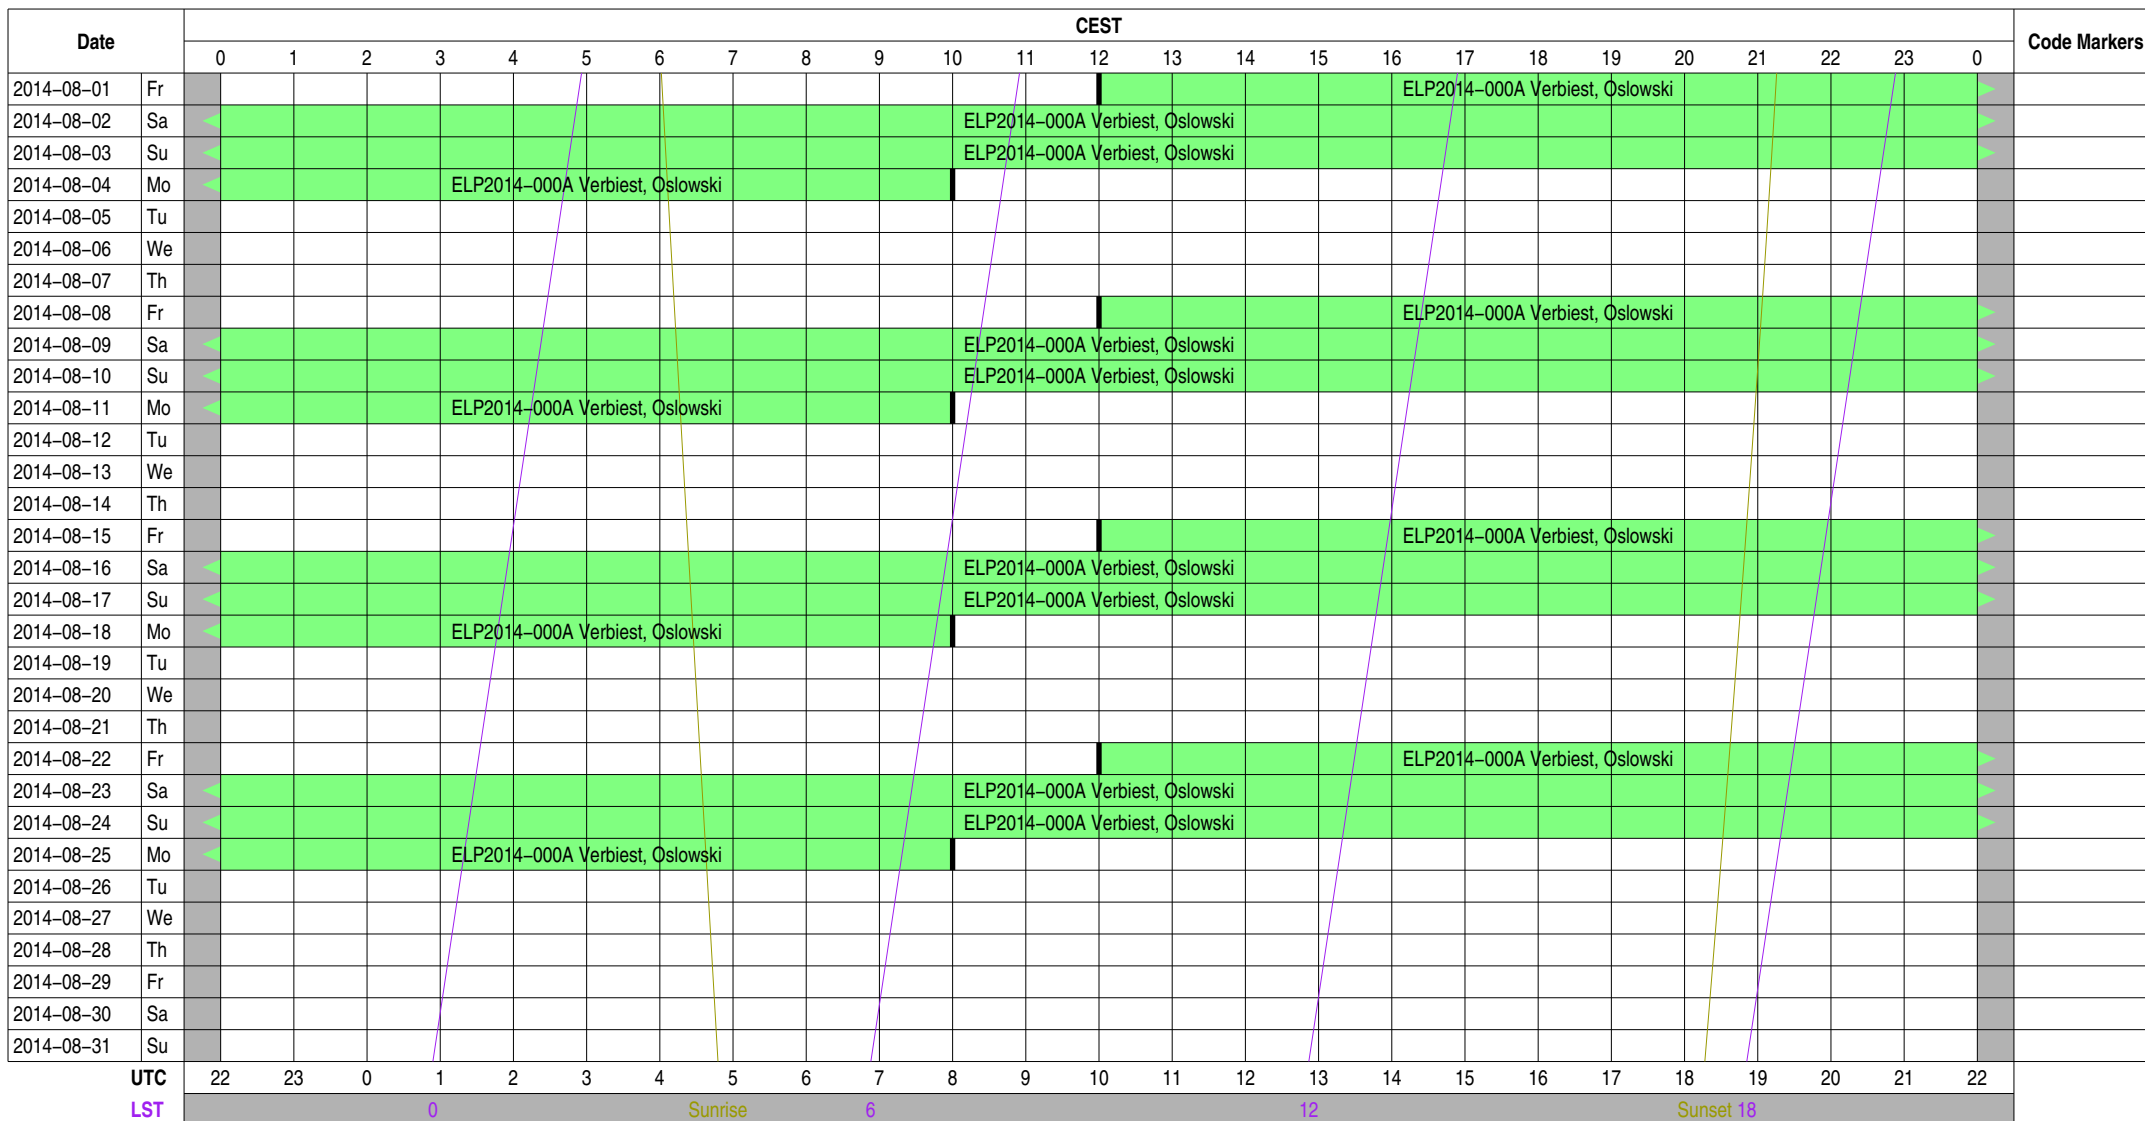 Date CEST Code Markers
0 1 2 3 4 5 6 7 8 9 10 11 12 13 14 15 16 17 18 19 20 21 22 23 0
2014-08-01 Fr ELP2014-000A Verbiest, Oslowski
2014-08-02 Sa ELP2014-000A Verbiest, Oslowski
2014-08-03 Su ELP2014-000A Verbiest, Oslowski
2014-08-04 Mo ELP2014-000A Verbiest, Oslowski
2014-08-05 Tu
2014-08-06 We
2014-08-07 Th
2014-08-08 Fr ELP2014-000A Verbiest, Oslowski
2014-08-09 Sa ELP2014-000A Verbiest, Oslowski
2014-08-10 Su ELP2014-000A Verbiest, Oslowski
2014-08-11 Mo ELP2014-000A Verbiest, Oslowski
2014-08-12 Tu
2014-08-13 We
2014-08-14 Th
2014-08-15 Fr ELP2014-000A Verbiest, Oslowski
2014-08-16 Sa ELP2014-000A Verbiest, Oslowski
2014-08-17 Su ELP2014-000A Verbiest, Oslowski
2014-08-18 Mo ELP2014-000A Verbiest, Oslowski
2014-08-19 Tu
2014-08-20 We
2014-08-21 Th
2014-08-22 Fr ELP2014-000A Verbiest, Oslowski
2014-08-23 Sa ELP2014-000A Verbiest, Oslowski
2014-08-24 Su ELP2014-000A Verbiest, Oslowski
2014-08-25 Mo ELP2014-000A Verbiest, Oslowski
2014-08-26 Tu
2014-08-27 We
2014-08-28 Th
2014-08-29 Fr
2014-08-30 Sa
2014-08-31 Su
UTC 22 23 0 1 2 3 4 5 6 7 8 9 10 11 12 13 14 15 16 17 18 19 20 21 22
LST 0 Sunrise 6 12 Sunset 18